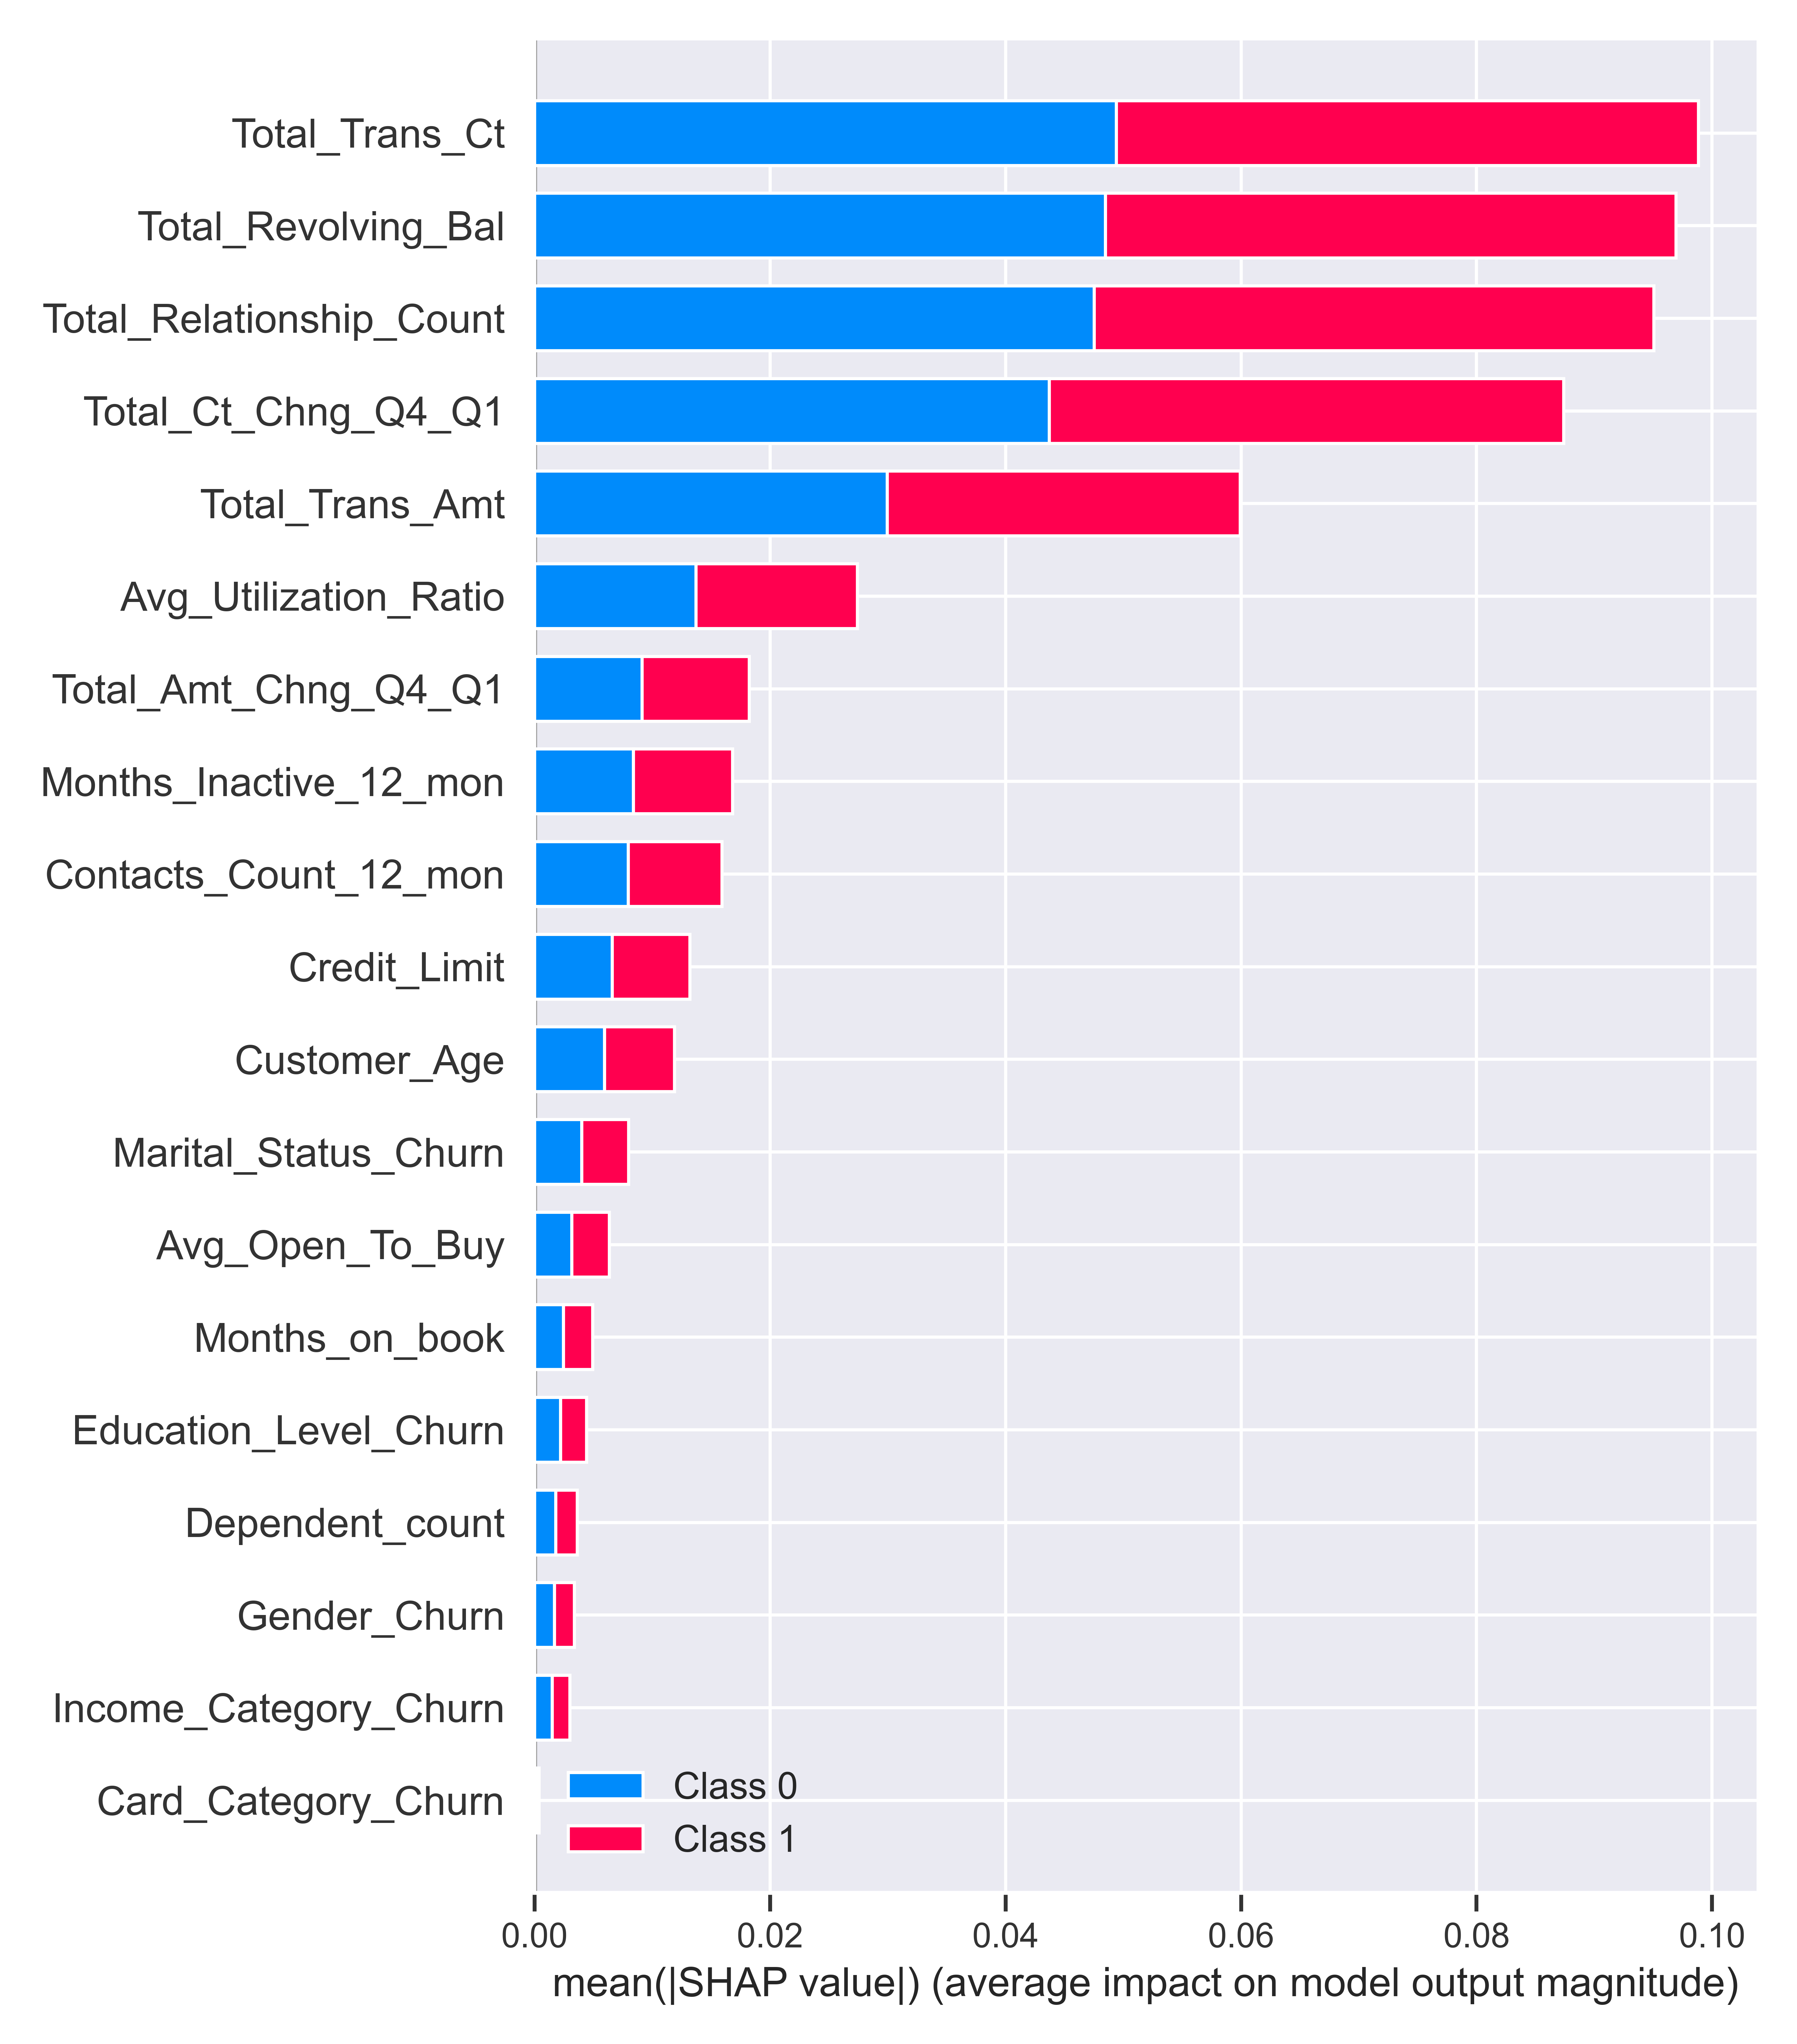 Total_Trans_Ct
Total_Revolving_Bal
Total_Relationship_Count
Total_Ct_Chng_Q4_Q1
Total_Trans_Amt
Avg_Utilization_Ratio
Total_Amt_Chng_Q4_Q1
Months_Inactive_12_mon
Contacts_Count_12_mon
Credit_Limit
Customer_Age
Marital_Status_Churn
Avg_Open_To_Buy
Months_on_book
Education_Level_Churn
Dependent_count
Gender_Churn
Income_Category_Churn
Card_Category_Churn
Class 0
Class 1
0.00 0.02 0.04 0.06 0.08 0.10
mean(|SHAP value|) (average impact on model output magnitude)